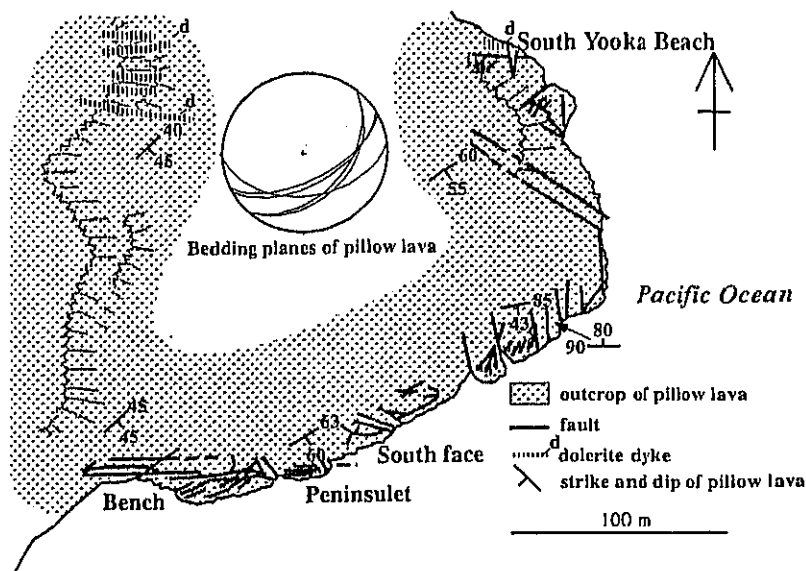 d
d
South Yooka Beach
d
40
45
60
55
Bedding planes of pillow lava
Pacific Ocean
85
43
80
90
outcrop of pillow lava
fault
d
dolerite dyke
strike and dip of pillow lava
45
45
63
60
South face
Bench
Peninsulet
100 m